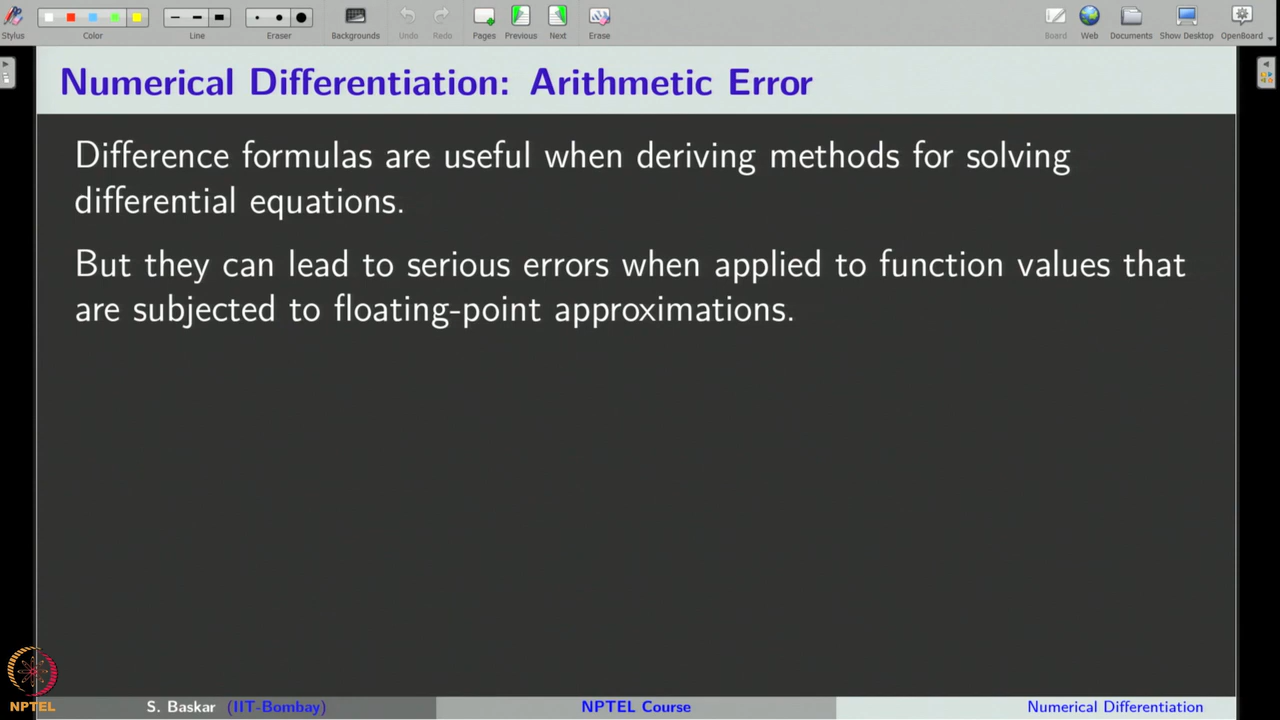 Stylus Color Line Eraser Backgrounds Undo Redo Pages Previous Next Erase Board Web Documents Show Desktop OpenBoard
Numerical Differentiation: Arithmetic Error
Difference formulas are useful when deriving methods for solving
differential equations.
But they can lead to serious errors when applied to function values that
are subjected to floating-point approximations.
NPTEL
S. Baskar (IIT-Bombay) NPTEL Course Numerical Differentiation